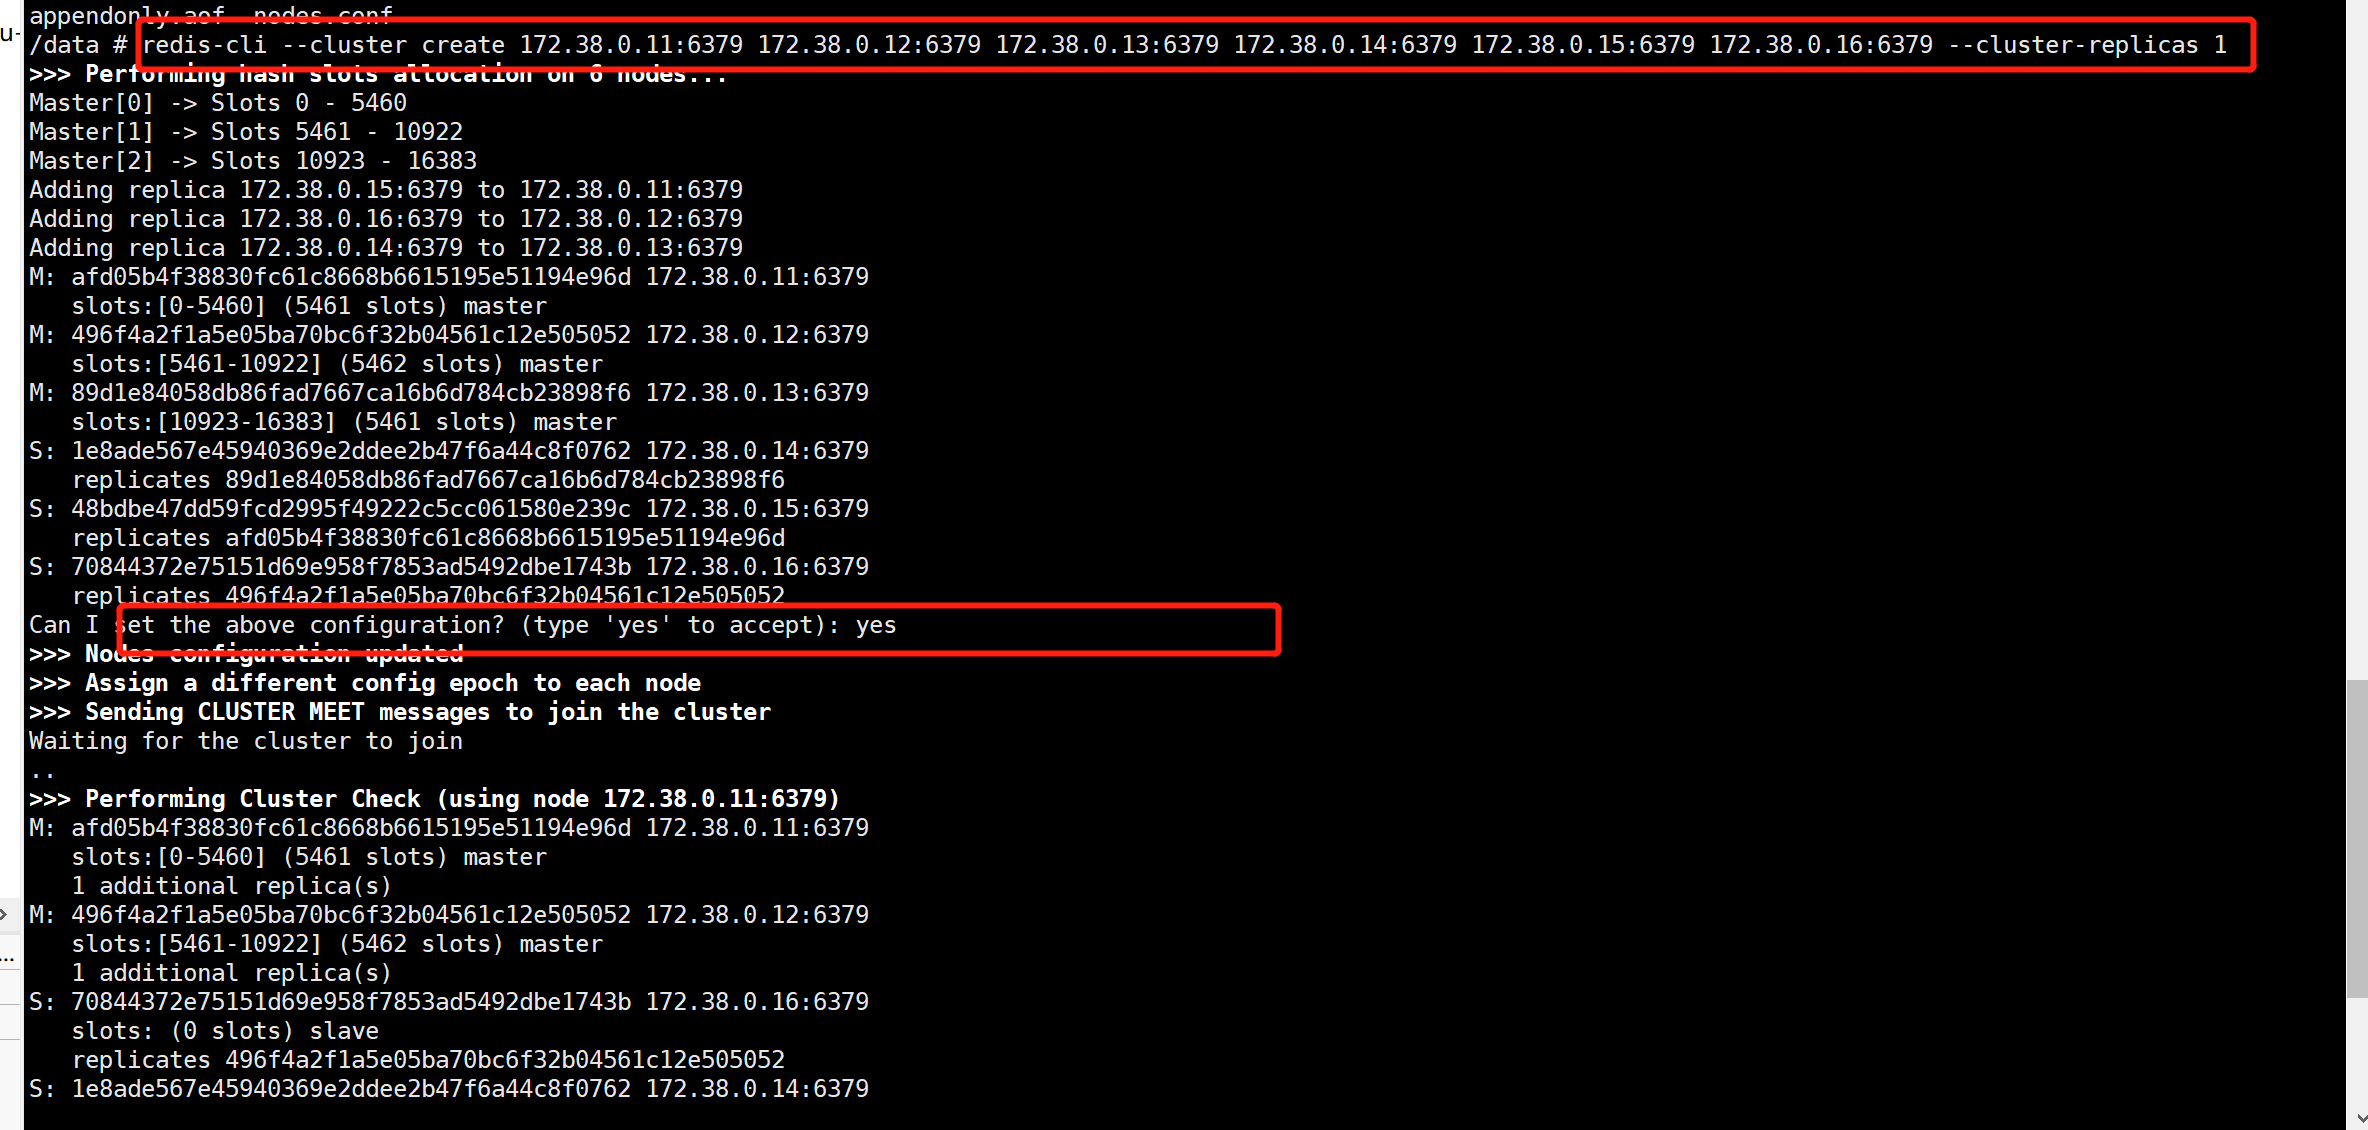 appendonly.aof  nodes.conf
u-
/data # redis-cli --cluster create 172.38.0.11:6379 172.38.0.12:6379 172.38.0.13:6379 172.38.0.14:6379 172.38.0.15:6379 172.38.0.16:6379 --cluster-replicas 1
>>> Performing hash slots allocation on 6 nodes...
Master[0] -> Slots 0 - 5460
Master[1] -> Slots 5461 - 10922
Master[2] -> Slots 10923 - 16383
Adding replica 172.38.0.15:6379 to 172.38.0.11:6379
Adding replica 172.38.0.16:6379 to 172.38.0.12:6379
Adding replica 172.38.0.14:6379 to 172.38.0.13:6379
M: afd05b4f38830fc61c8668b6615195e51194e96d 172.38.0.11:6379
   slots:[0-5460] (5461 slots) master
M: 496f4a2f1a5e05ba70bc6f32b04561c12e505052 172.38.0.12:6379
   slots:[5461-10922] (5462 slots) master
M: 89d1e84058db86fad7667ca16b6d784cb23898f6 172.38.0.13:6379
   slots:[10923-16383] (5461 slots) master
S: 1e8ade567e45940369e2ddee2b47f6a44c8f0762 172.38.0.14:6379
   replicates 89d1e84058db86fad7667ca16b6d784cb23898f6
S: 48bdbe47dd59fcd2995f49222c5cc061580e239c 172.38.0.15:6379
   replicates afd05b4f38830fc61c8668b6615195e51194e96d
S: 70844372e75151d69e958f7853ad5492dbe1743b 172.38.0.16:6379
   replicates 496f4a2f1a5e05ba70bc6f32b04561c12e505052
Can I set the above configuration? (type 'yes' to accept): yes
>>> Nodes configuration updated
>>> Assign a different config epoch to each node
>>> Sending CLUSTER MEET messages to join the cluster
Waiting for the cluster to join
..
>>> Performing Cluster Check (using node 172.38.0.11:6379)
M: afd05b4f38830fc61c8668b6615195e51194e96d 172.38.0.11:6379
   slots:[0-5460] (5461 slots) master
   1 additional replica(s)
M: 496f4a2f1a5e05ba70bc6f32b04561c12e505052 172.38.0.12:6379
   slots:[5461-10922] (5462 slots) master
   1 additional replica(s)
...
S: 70844372e75151d69e958f7853ad5492dbe1743b 172.38.0.16:6379
   slots: (0 slots) slave
   replicates 496f4a2f1a5e05ba70bc6f32b04561c12e505052
S: 1e8ade567e45940369e2ddee2b47f6a44c8f0762 172.38.0.14:6379